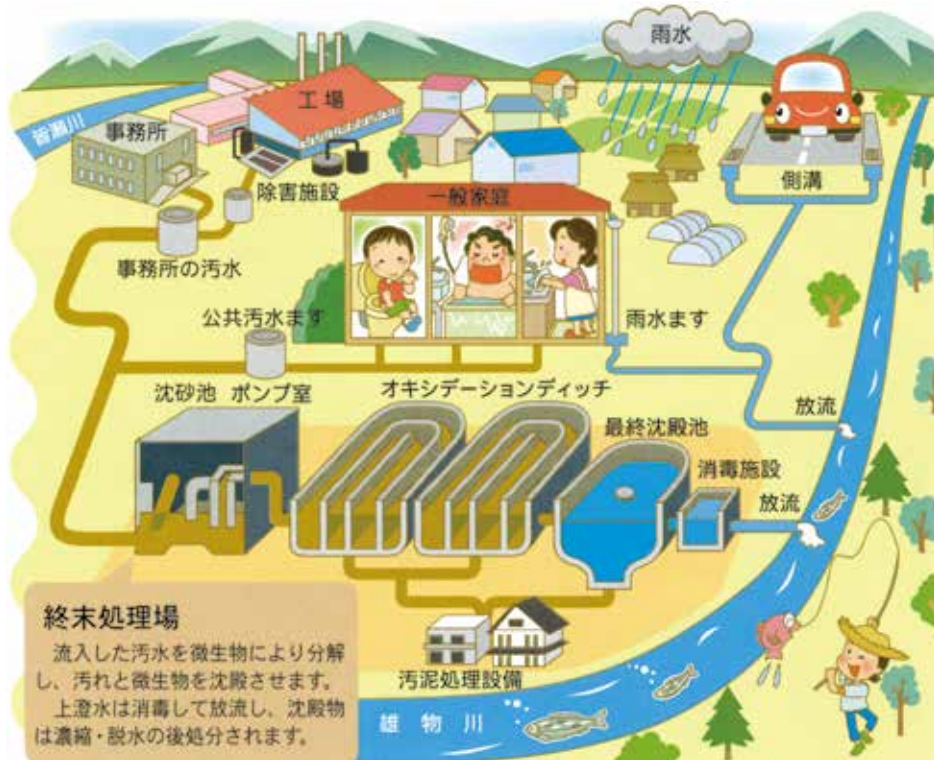 雨水
工場
皆瀬川
事務所
除害施設
一般家庭
側溝
事務所の汚水
公共汚水ます
雨水ます
沈砂池 ポンプ室
オキシデーションディッチ
放流
最終沈殿池
消毒施設
放流
終末処理場
流入した汚水を微生物により分解
し、汚れと微生物を沈殿させます。
上澄水は消毒して放流し、沈殿物
は濃縮・脱水の後処分されます。
汚泥処理設備
雄物川